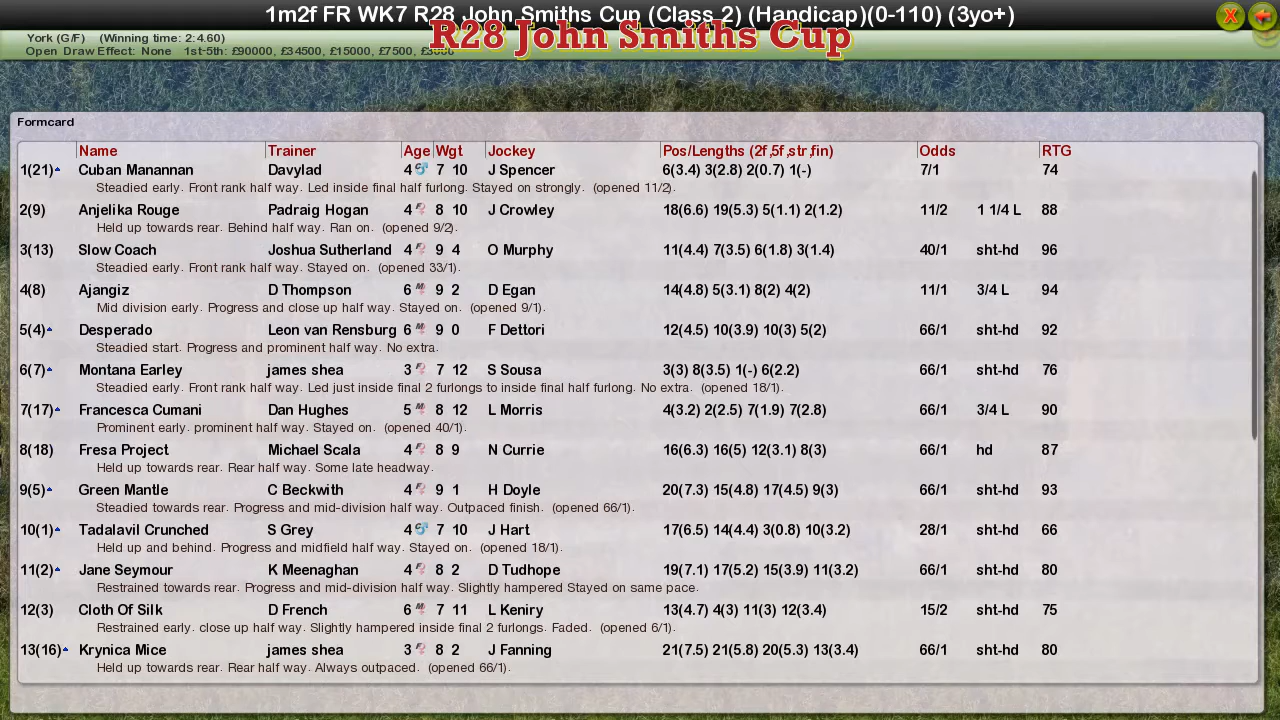 1m2f FR WK7 R28 John Smiths Cup (Class 2) (Handicap)(0-110) (3yo+)
R28 John Smiths Cup
York (G/F) (Winning time: 2:4.60)
Open Draw Effect: None 1st-5th: £90000, £34500, £15000, £7500,
Formcard
Name Trainer Age Wgt Jockey Pos/Lengths (2f,5f,str,fin) Odds RTG
1(21) Cuban Manannan Davylad 4 7 10 J Spencer 6(3.4) 3(2.8) 2(0.7) 1(-) 7/1 74
Steadied early. Front rank half way. Led inside final half furlong. Stayed on strongly. (opened 11/2).
2(9) Anjelika Rouge Padraig Hogan 4 8 10 J Crowley 18(6.6) 19(5.3) 5(1.1) 2(1.2) 11/2 1 1/4 L 88
Held up towards rear. Behind half way. Ran on. (opened 9/2).
3(13) Slow Coach Joshua Sutherland 4 9 4 O Murphy 11(4.4) 7(3.5) 6(1.8) 3(1.4) 40/1 sht-hd 96
Steadied early. Front rank half way. Stayed on. (opened 33/1).
4(8) Ajangiz D Thompson 6 9 2 D Egan 14(4.8) 5(3.1) 8(2) 4(2) 11/1 3/4 L 94
Mid division early. Progress and close up half way. Stayed on. (opened 9/1).
5(4) Desperado Leon van Rensburg 6 9 0 F Dettori 12(4.5) 10(3.9) 10(3) 5(2) 66/1 sht-hd 92
Steadied start. Progress and prominent half way. No extra.
6(7) Montana Earley james shea 3 7 12 S Sousa 3(3) 8(3.5) 1(-) 6(2.2) 66/1 sht-hd 76
Steadied early. Front rank half way. Led just inside final 2 furlongs to inside final half furlong. No extra. (opened 18/1).
7(17) Francesca Cumani Dan Hughes 5 8 12 L Morris 4(3.2) 2(2.5) 7(1.9) 7(2.8) 66/1 3/4 L 90
Prominent early. prominent half way. Stayed on. (opened 40/1).
8(18) Fresa Project Michael Scala 4 8 9 N Currie 16(6.3) 16(5) 12(3.1) 8(3) 66/1 hd 87
Held up towards rear. Rear half way. Some late headway.
9(5) Green Mantle C Beckwith 4 9 1 H Doyle 20(7.3) 15(4.8) 17(4.5) 9(3) 66/1 sht-hd 93
Steadied towards rear. Progress and mid-division half way. Outpaced finish. (opened 66/1).
10(1) Tadalavil Crunched S Grey 4 7 10 J Hart 17(6.5) 14(4.4) 3(0.8) 10(3.2) 28/1 sht-hd 66
Held up and behind. Progress and midfield half way. Stayed on. (opened 18/1).
11(2) Jane Seymour K Meenaghan 4 8 2 D Tudhope 19(7.1) 17(5.2) 15(3.9) 11(3.2) 66/1 sht-hd 80
Restrained towards rear. Progress and mid-division half way. Slightly hampered Stayed on same pace.
12(3) Cloth Of Silk D French 6 7 11 L Keniry 13(4.7) 4(3) 11(3) 12(3.4) 15/2 sht-hd 75
Restrained early. close up half way. Slightly hampered inside final 2 furlongs. Faded. (opened 6/1).
13(16) Krynica Mice james shea 3 8 2 J Fanning 21(7.5) 21(5.8) 20(5.3) 13(3.4) 66/1 sht-hd 80
Held up towards rear. Rear half way. Always outpaced. (opened 66/1).